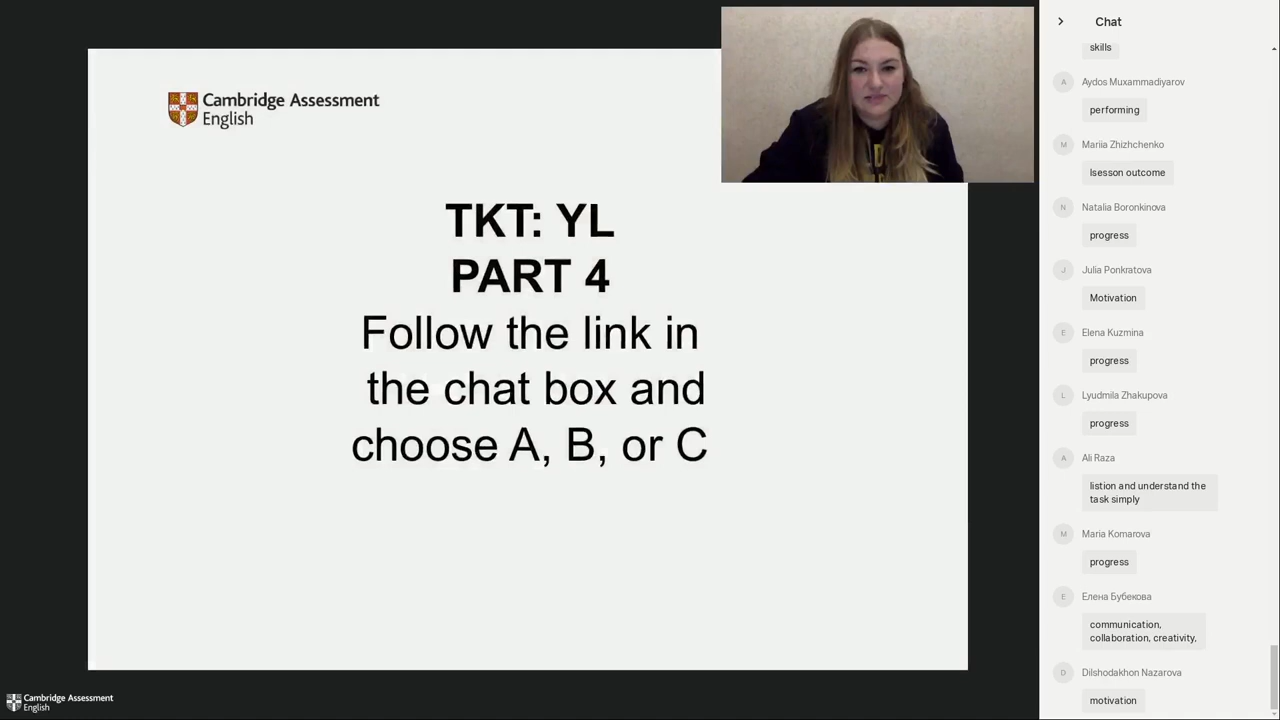 Cambridge Assessment
English
TKT: YL
PART 4
Follow the link in
the chat box and
choose A, B, or C
Cambridge Assessment
English
Chat
skills
A
Aydos Muxammadiyarov
performing
M
Mariia Zhizhchenko
lsesson outcome
N
Natalia Boronkinova
progress
J
Julia Ponkratova
Motivation
E
Elena Kuzmina
progress
L
Lyudmila Zhakupova
progress
A
Ali Raza
listion and understand the
task simply
M
Maria Komarova
progress
Е
Елена Бубекова
communication,
collaboration, creativity,
D
Dilshodakhon Nazarova
motivation